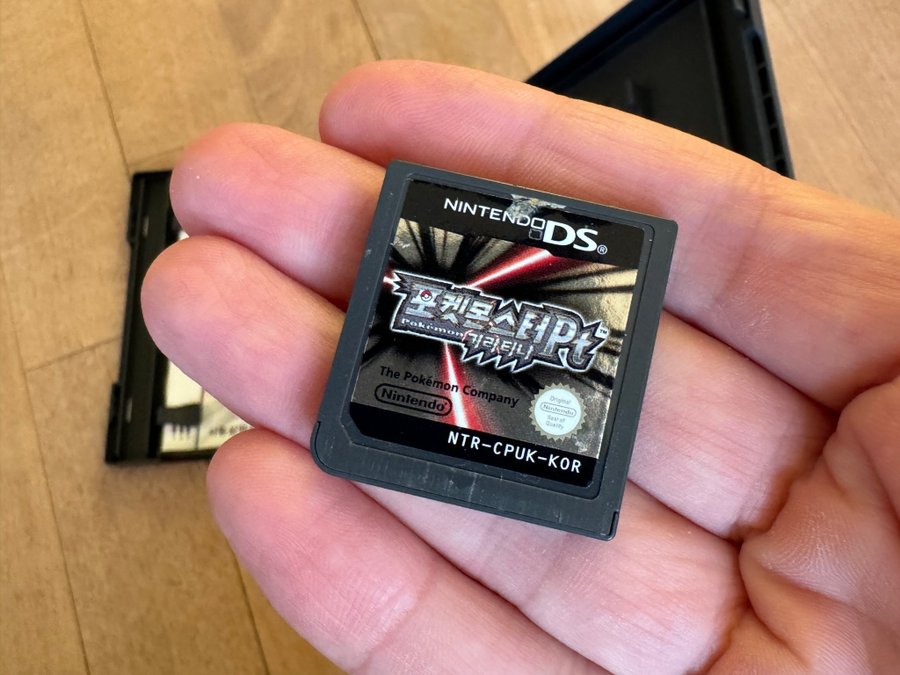 NINTENDO DS®
포켓몬스터Pt
Pokémon
기라티나
The Pokémon Company
Nintendo®
Original
Nintendo
Seal of
Quality
NTR-CPUK-KOR